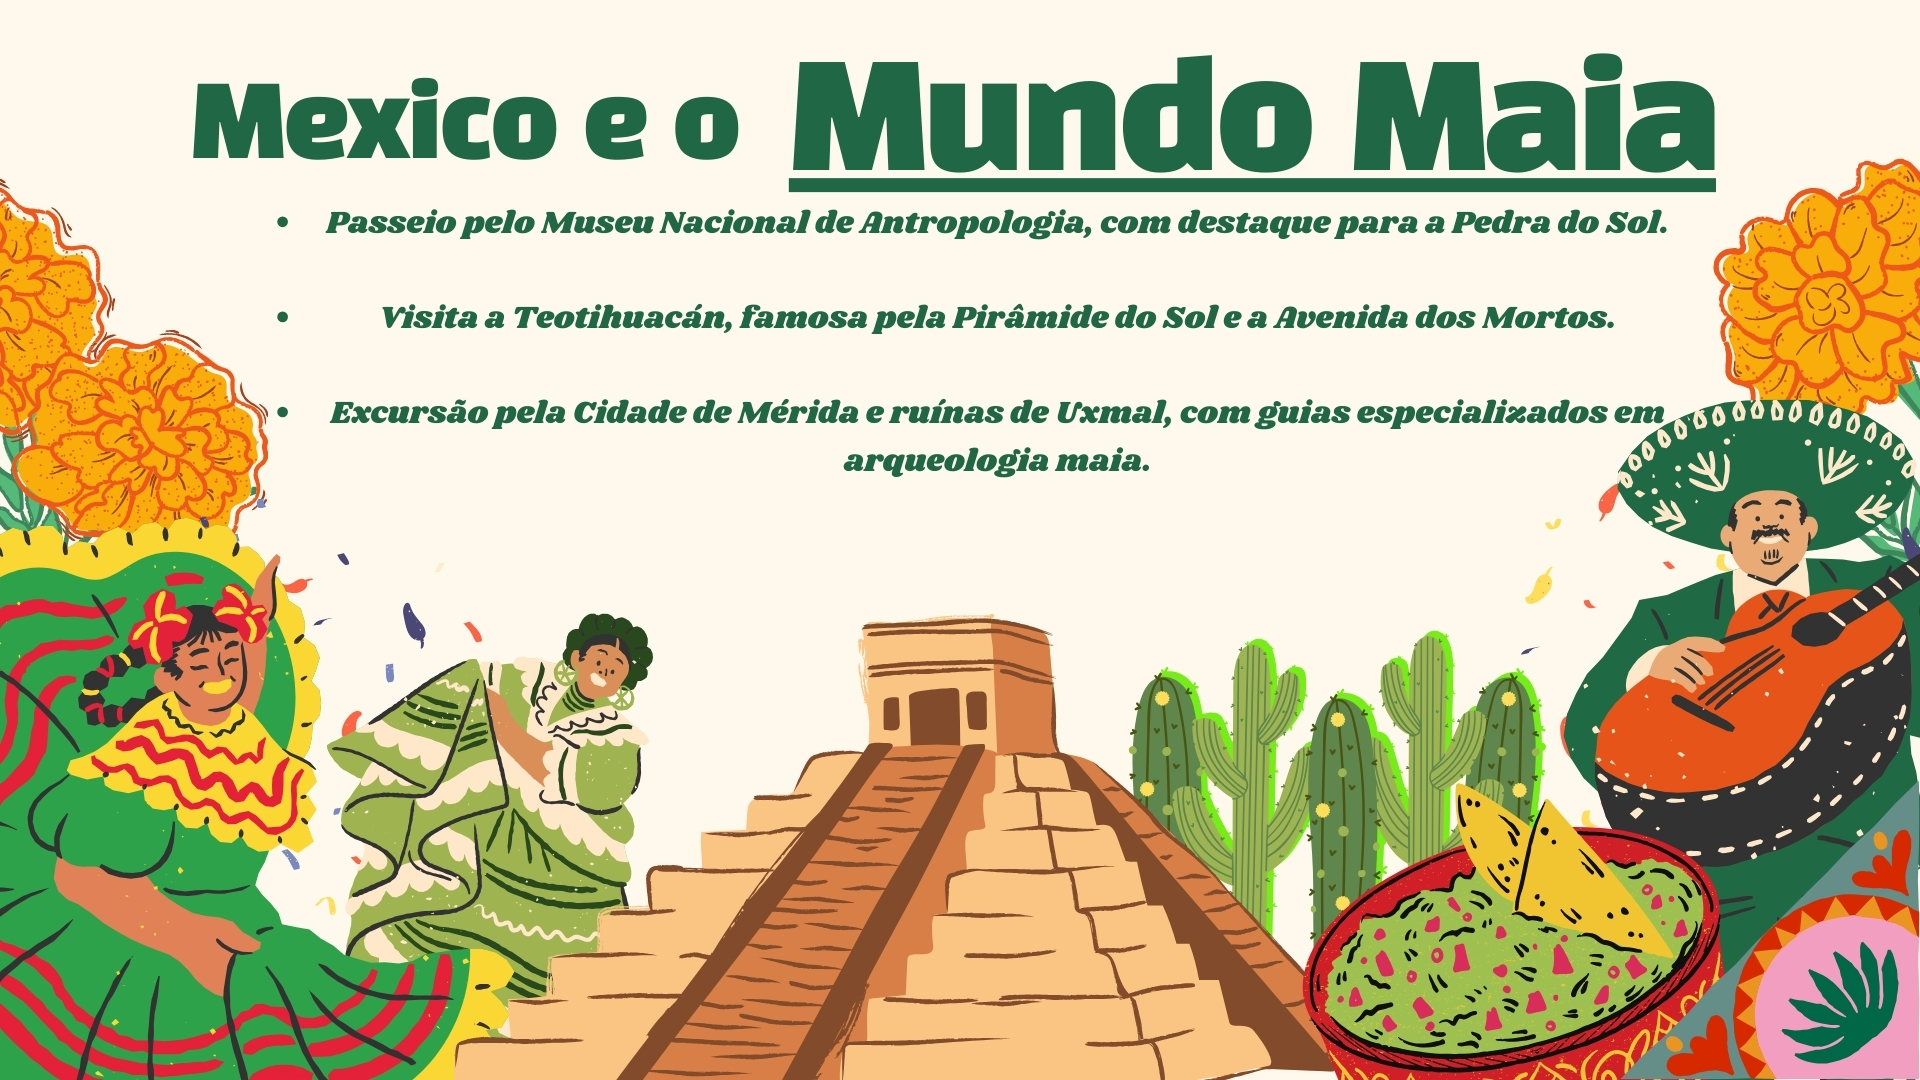 Mexico e o Mundo Maia
• Passeio pelo Museu Nacional de Antropologia, com destaque para a Pedra do Sol.
• Visita a Teotihuacán, famosa pela Pirâmide do Sol e a Avenida dos Mortos.
• Excursão pela Cidade de Mérida e ruínas de Uxmal, com guias especializados em
arqueologia maia.